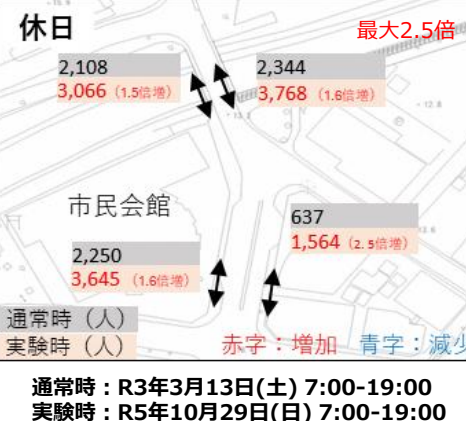 休日
最大2.5倍
2,108
3,066（1.5倍増）
2,344
3,768（1.6倍増）
市民会館
637
1,564（2.5倍増）
2,250
3,645（1.6倍増）
通常時（人）
実験時（人）
赤字：増加　青字：減少
通常時：R3年3月13日(土) 7:00-19:00
実験時：R5年10月29日(日) 7:00-19:00